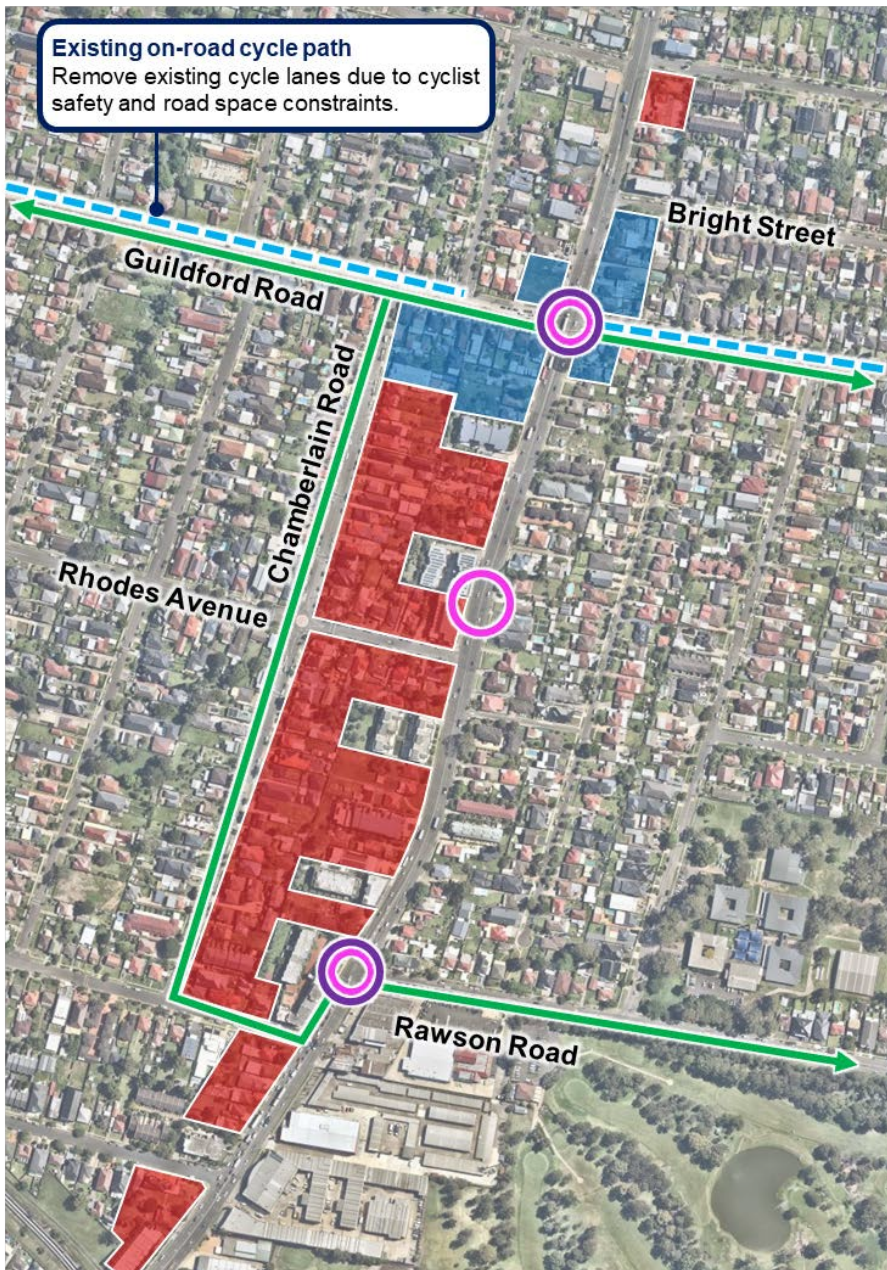 Existing on-road cycle path
Remove existing cycle lanes due to cyclist
safety and road space constraints.
Bright Street
Guildford Road
Chamberlain Road
Rhodes Avenue
Rawson Road